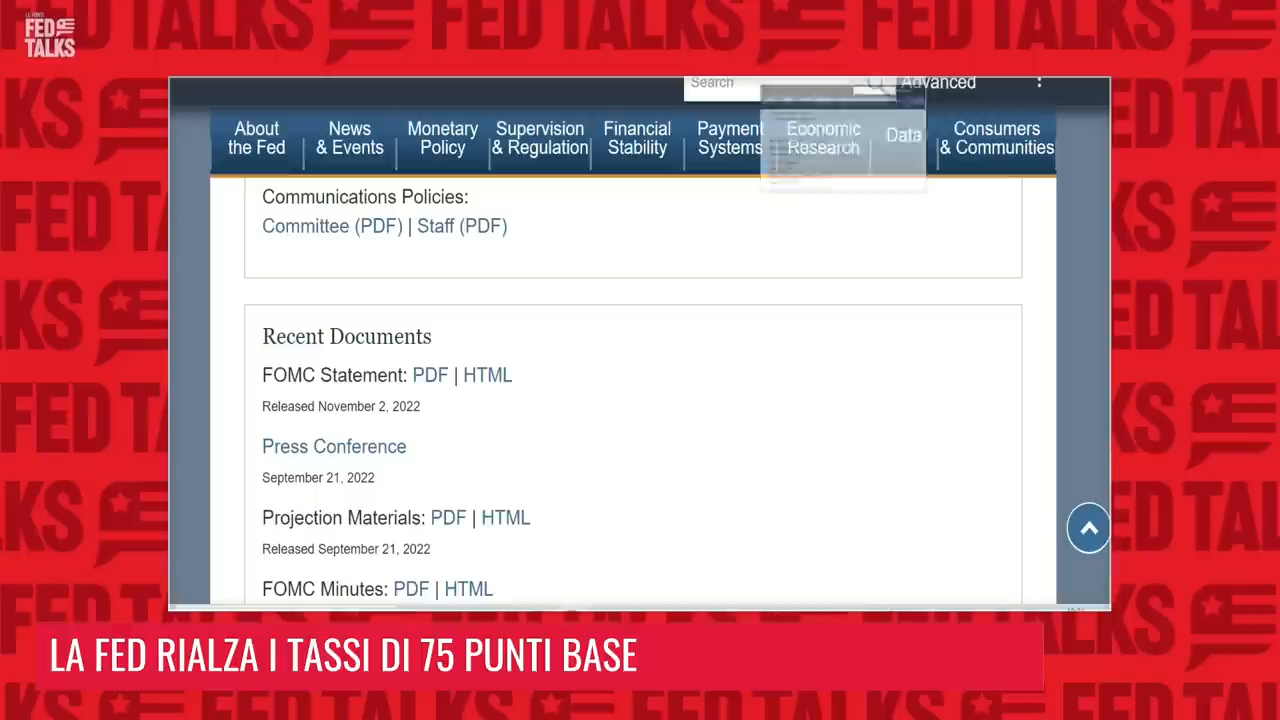 LE FONTI
FED
TALKS
Search
Advanced
About
the Fed
News
& Events
Monetary
Policy
Supervision
& Regulation
Financial
Stability
Payment
Systems
Economic
Research
Data
Consumers
& Communities
Communications Policies:
Committee (PDF) | Staff (PDF)
Recent Documents
FOMC Statement: PDF | HTML
Released November 2, 2022
Press Conference
September 21, 2022
Projection Materials: PDF | HTML
Released September 21, 2022
FOMC Minutes: PDF | HTML
LA FED RIALZA I TASSI DI 75 PUNTI BASE